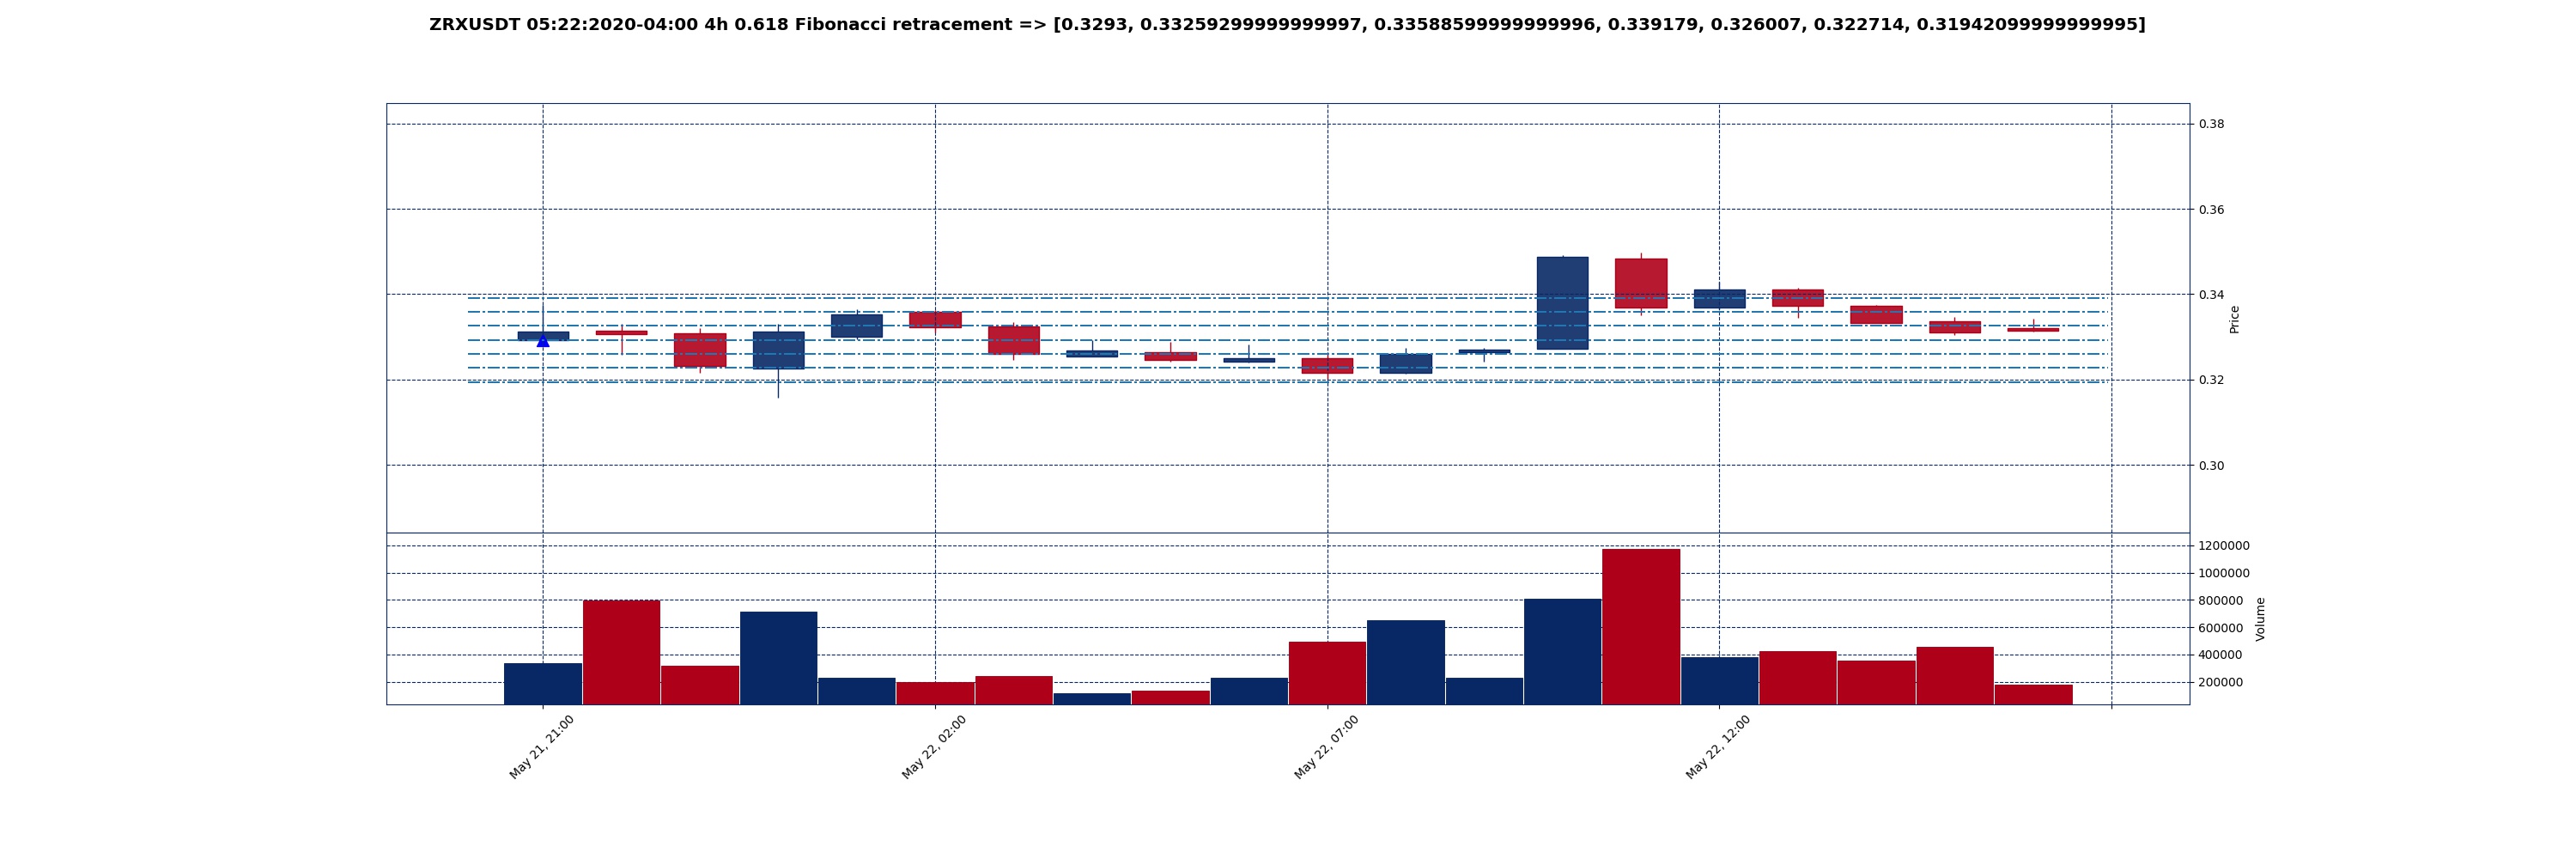 ZRXUSDT 05:22:2020-04:00 4h 0.618 Fibonacci retracement => [0.3293, 0.33259299999999997, 0.33588599999999996, 0.339179, 0.326007, 0.322714, 0.31942099999999995]
0.38
0.36
0.34
0.32
0.30
Price
1200000
1000000
800000
600000
400000
200000
Volume
May 21, 21:00
May 22, 02:00
May 22, 07:00
May 22, 12:00